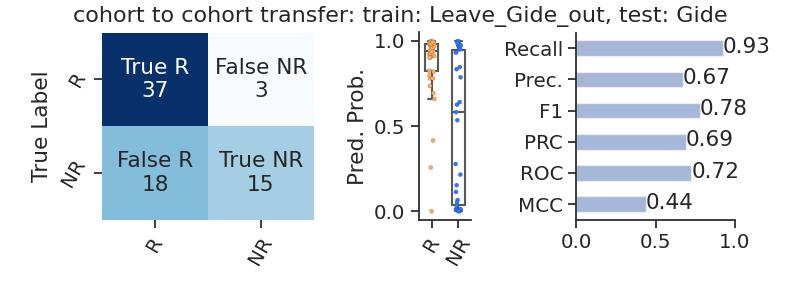 cohort to cohort transfer: train: Leave_Gide_out, test: Gide
True Label
R
NR
True R
37
False NR
3
False R
18
True NR
15
R
NR
Pred. Prob.
1.0
0.5
0.0
R
NR
Recall
0.93
Prec.
0.67
F1
0.78
PRC
0.69
ROC
0.72
MCC
0.44
0.0
0.5
1.0